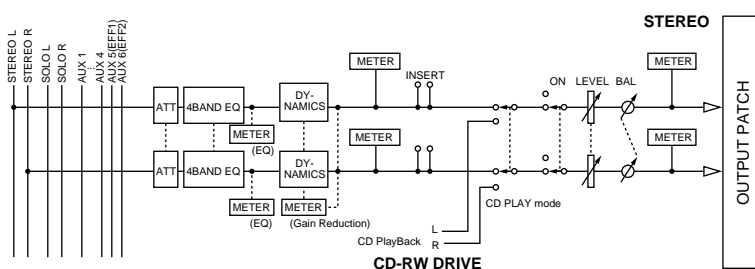 STEREO L
STEREO R
SOLO L
SOLO R
AUX 1
...
AUX 4
AUX 5(EFF1)
AUX 6(EFF2)
STEREO
ATT
4BAND EQ
METER
(EQ)
DY-
NAMICS
METER
INSERT
ON
LEVEL
BAL
METER
ATT
4BAND EQ
METER
(EQ)
DY-
NAMICS
METER
(Gain Reduction)
METER
METER
CD PLAY mode
CD PlayBack
L
R
CD-RW DRIVE
OUTPUT PATCH